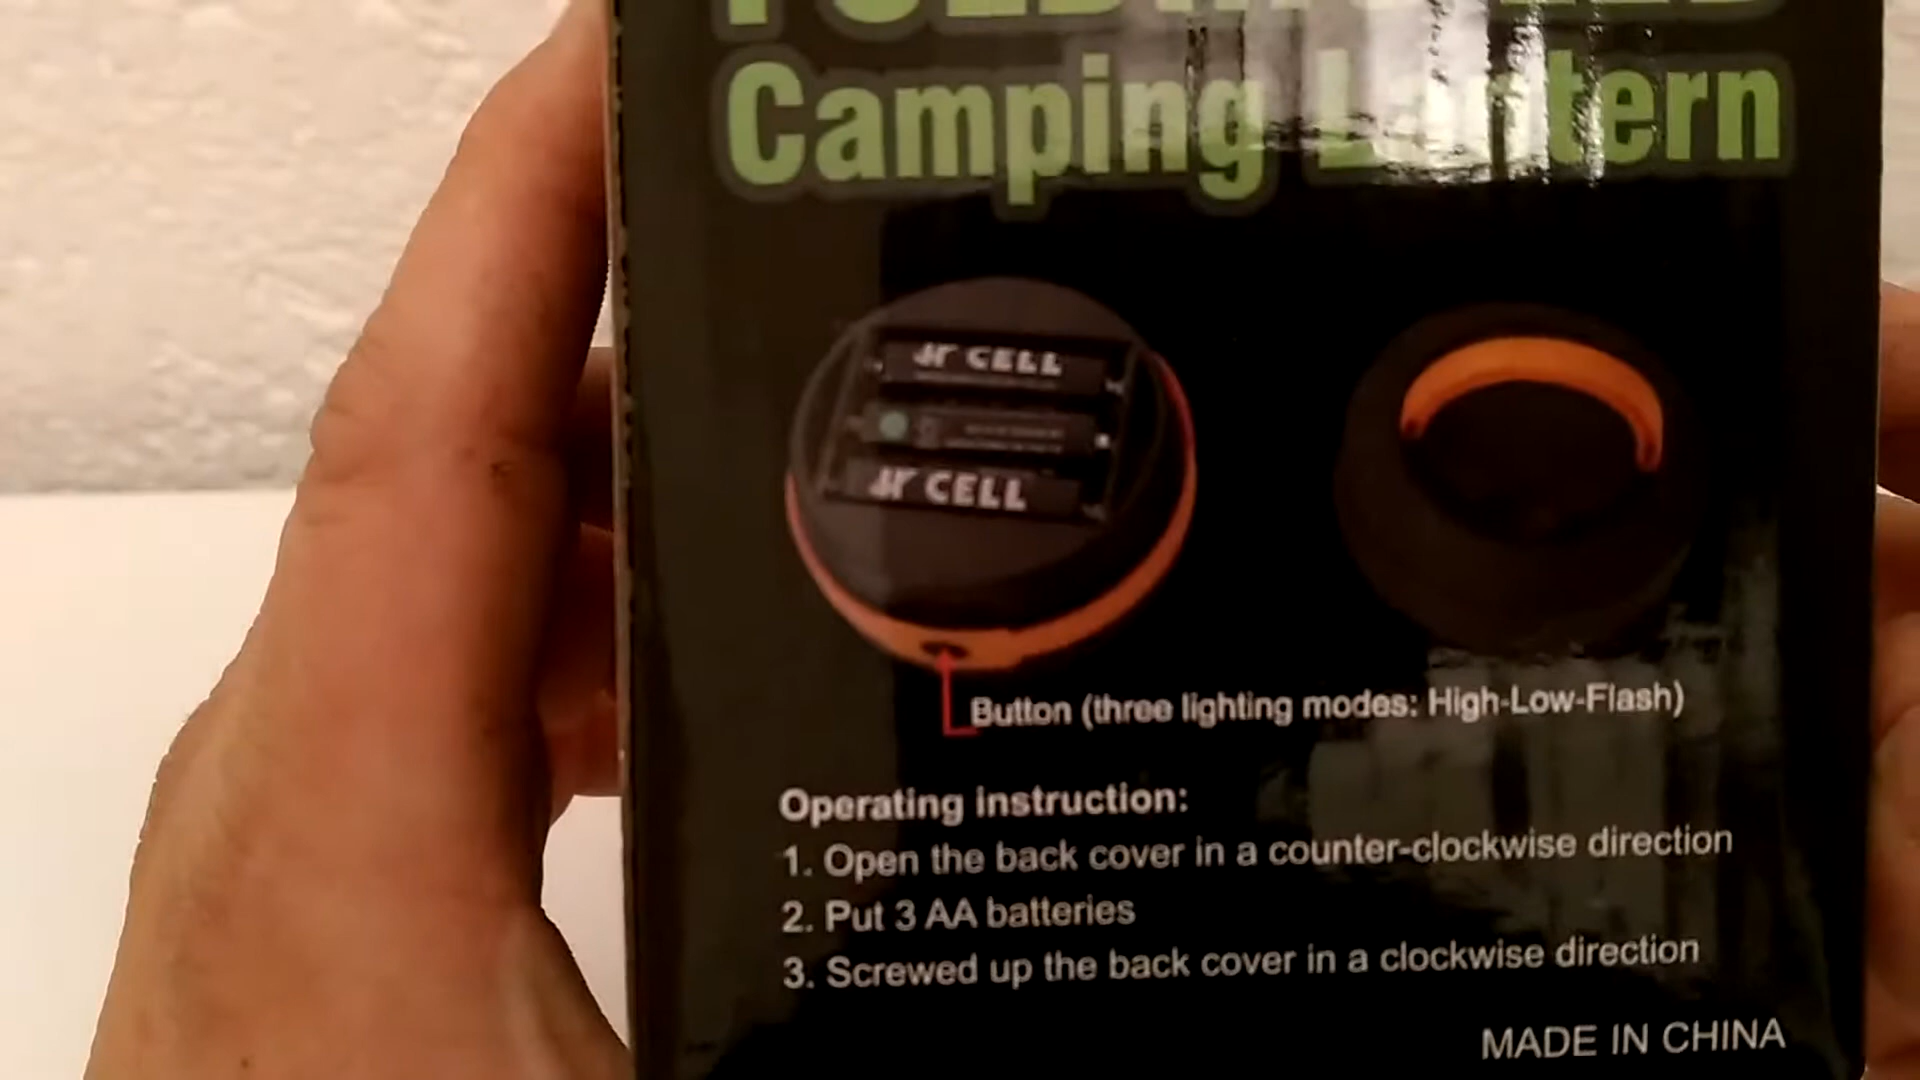 Camping Lantern
CELL
CELL
Button (three lighting modes: High-Low-Flash)
Operating instruction:
1. Open the back cover in a counter-clockwise direction
2. Put 3 AA batteries
3. Screwed up the back cover in a clockwise direction
MADE IN CHINA